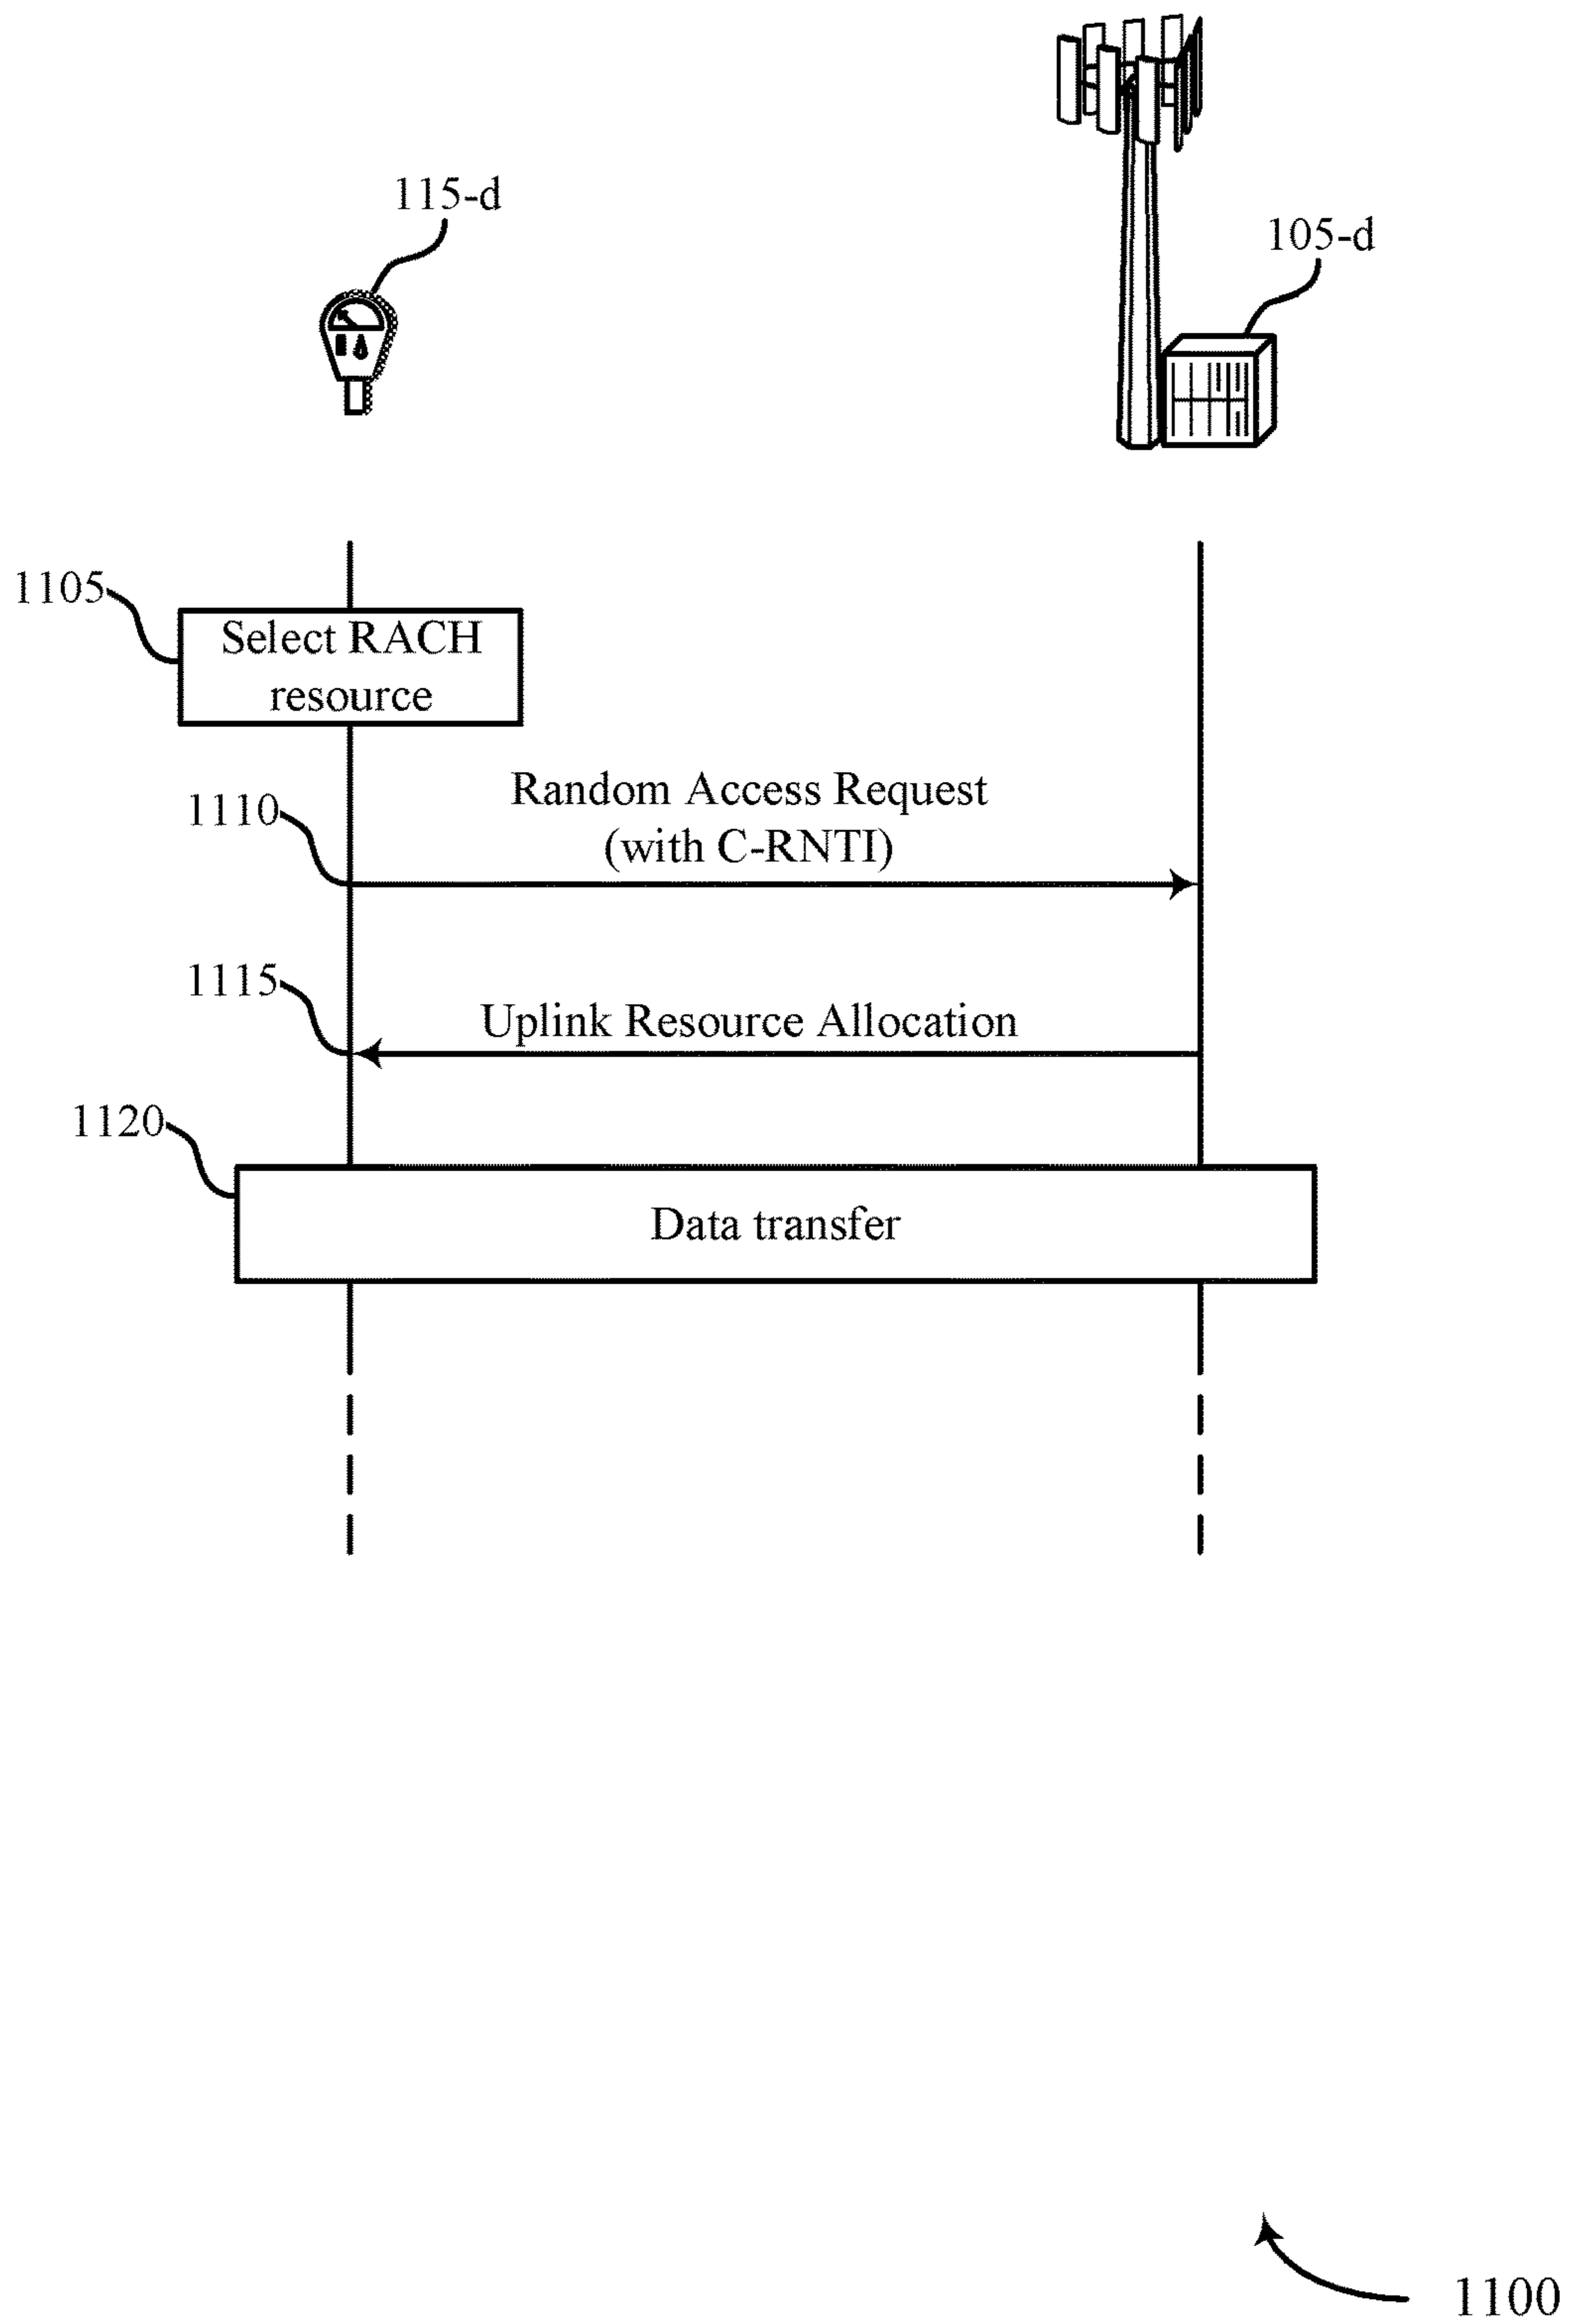 115-d
105-d
1105
Select RACH
resource
Random Access Request
1110
(with C-RNTI)
1115
Uplink Resource Allocation
1120
Data transfer
1100